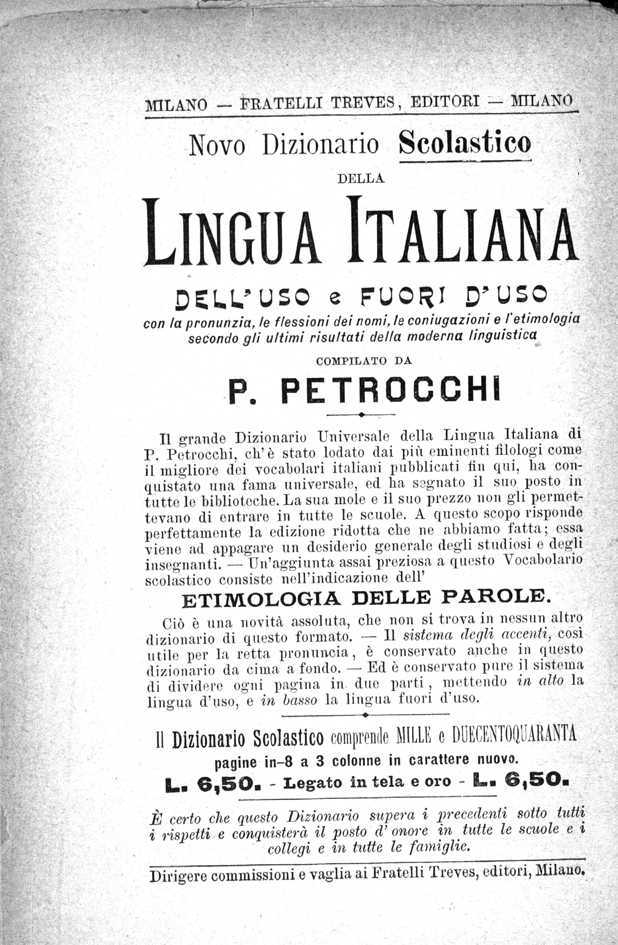 MILANO — FRATELLI TREVES, EDITORI — MILANO
Novo Dizionario Scolastico
DELLA
LINGUA ITALIANA
DELL'USO e FUORI D'USO
con la pronunzia, le flessioni dei nomi, le coniugazioni e l'etimologia
secondo gli ultimi risultati della moderna linguistica
COMPILATO DA
P. PETROCCHI
Il grande Dizionario Universale della Lingua Italiana di
P. Petrocchi, ch'è stato lodato dai più eminenti filologi come
il migliore dei vocabolari italiani pubblicati fin qui, ha con-
quistato una fama universale, ed ha segnato il suo posto in
tutte le biblioteche. La sua mole e il suo prezzo non gli permet-
tevano di entrare in tutte le scuole. A questo scopo risponde
perfettamente la edizione ridotta che ne abbiamo fatta; essa
viene ad appagare un desiderio generale degli studiosi e degli
insegnanti. — Un'aggiunta assai preziosa a questo Vocabolario
scolastico consiste nell'indicazione dell'
ETIMOLOGIA DELLE PAROLE.
Ciò è una novità assoluta, che non si trova in nessun altro
dizionario di questo formato. — Il sistema degli accenti, così
utile per la retta pronuncia, è conservato anche in questo
dizionario da cima a fondo. — Ed è conservato pure il sistema
di dividere ogni pagina in due parti, mettendo in alto la
lingua d'uso, e in basso la lingua fuori d'uso.
Il Dizionario Scolastico comprende MILLE e DUECENTOQUARANTA
pagine in-8 a 3 colonne in carattere nuovo.
L. 6,50. - Legato in tela e oro - L. 6,50.
È certo che questo Dizionario supera i precedenti sotto tutti
i rispetti e conquisterà il posto d'onore in tutte le scuole e i
collegi e in tutte le famiglie.
Dirigere commissioni e vaglia ai Fratelli Treves, editori, Milano.